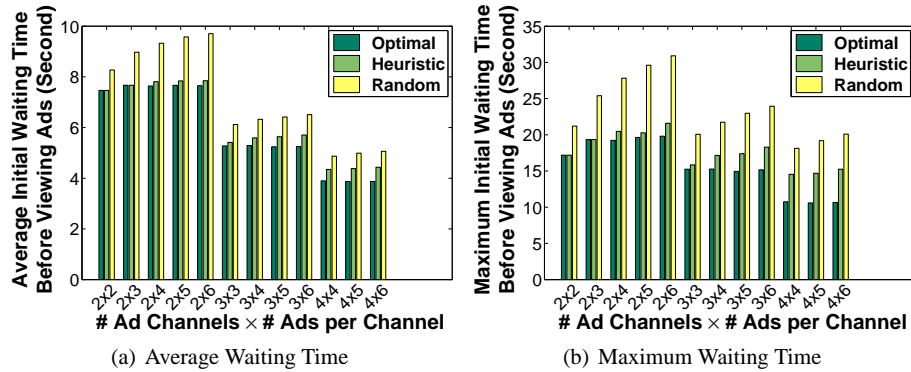 Average Initial Waiting Time
Before Viewing Ads (Second)
10
8
6
4
2
0
Optimal
Heuristic
Random
2x2
2x3
2x4
2x5
2x6
3x3
3x4
3x5
3x6
4x4
4x5
4x6
# Ad Channels × # Ads per Channel
(a) Average Waiting Time
Maximum Initial Waiting Time
Before Viewing Ads (Second)
35
30
25
20
15
10
5
0
Optimal
Heuristic
Random
2x2
2x3
2x4
2x5
2x6
3x3
3x4
3x5
3x6
4x4
4x5
4x6
# Ad Channels × # Ads per Channel
(b) Maximum Waiting Time